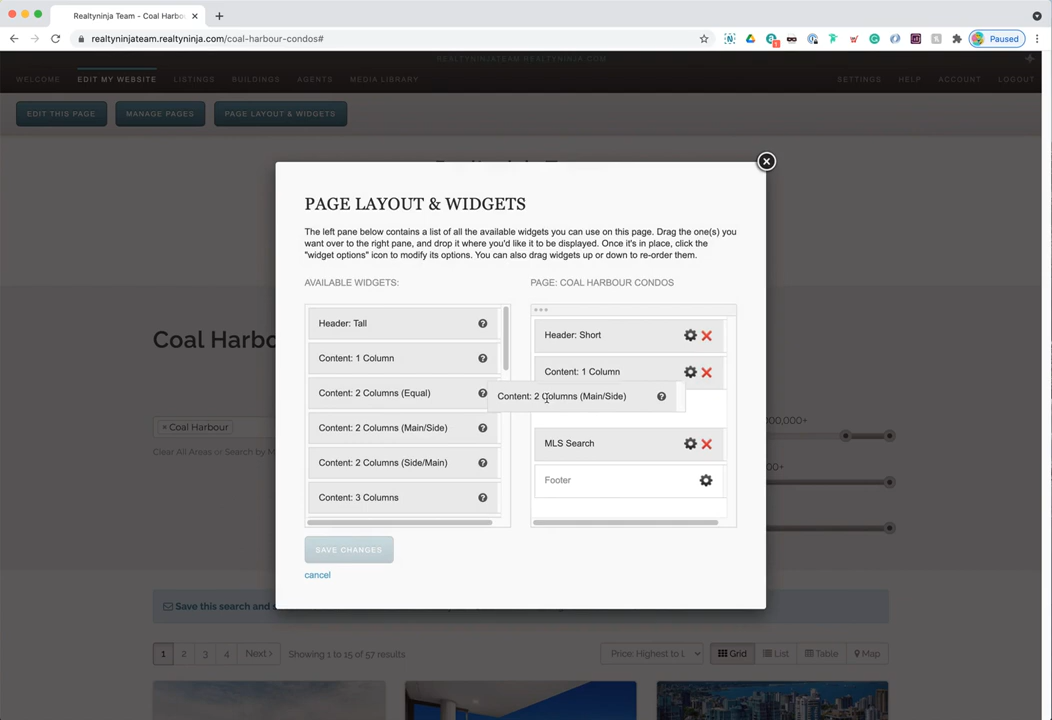 Realtyninja Team - Coal Harbo
realtyninjateam.realtyninja.com/coal-harbour-condos#
Paused
REALTYNINJATEAM.REALTYNINJA.COM
WELCOME EDIT MY WEBSITE LISTINGS BUILDINGS AGENTS MEDIA LIBRARY SETTINGS HELP ACCOUNT LOGOUT
EDIT THIS PAGE MANAGE PAGES PAGE LAYOUT & WIDGETS
PAGE LAYOUT & WIDGETS
The left pane below contains a list of all the available widgets you can use on this page. Drag the one(s) you
want over to the right pane, and drop it where you'd like it to be displayed. Once it's in place, click the
"widget options" icon to modify its options. You can also drag widgets up or down to re-order them.
AVAILABLE WIDGETS: PAGE: COAL HARBOUR CONDOS
Header: Tall
Header: Short
Content: 1 Column
Content: 1 Column
Content: 2 Columns (Equal)
Content: 2 Columns (Main/Side)
Content: 2 Columns (Main/Side)
MLS Search
Content: 2 Columns (Side/Main)
Footer
Content: 3 Columns
SAVE CHANGES
cancel
Coal Harbo
× Coal Harbour
Clear All Areas or Search by M
000,000+
00+
Save this search and
1 2 3 4 Next Showing 1 to 15 of 57 results Price: Highest to L Grid List Table Map